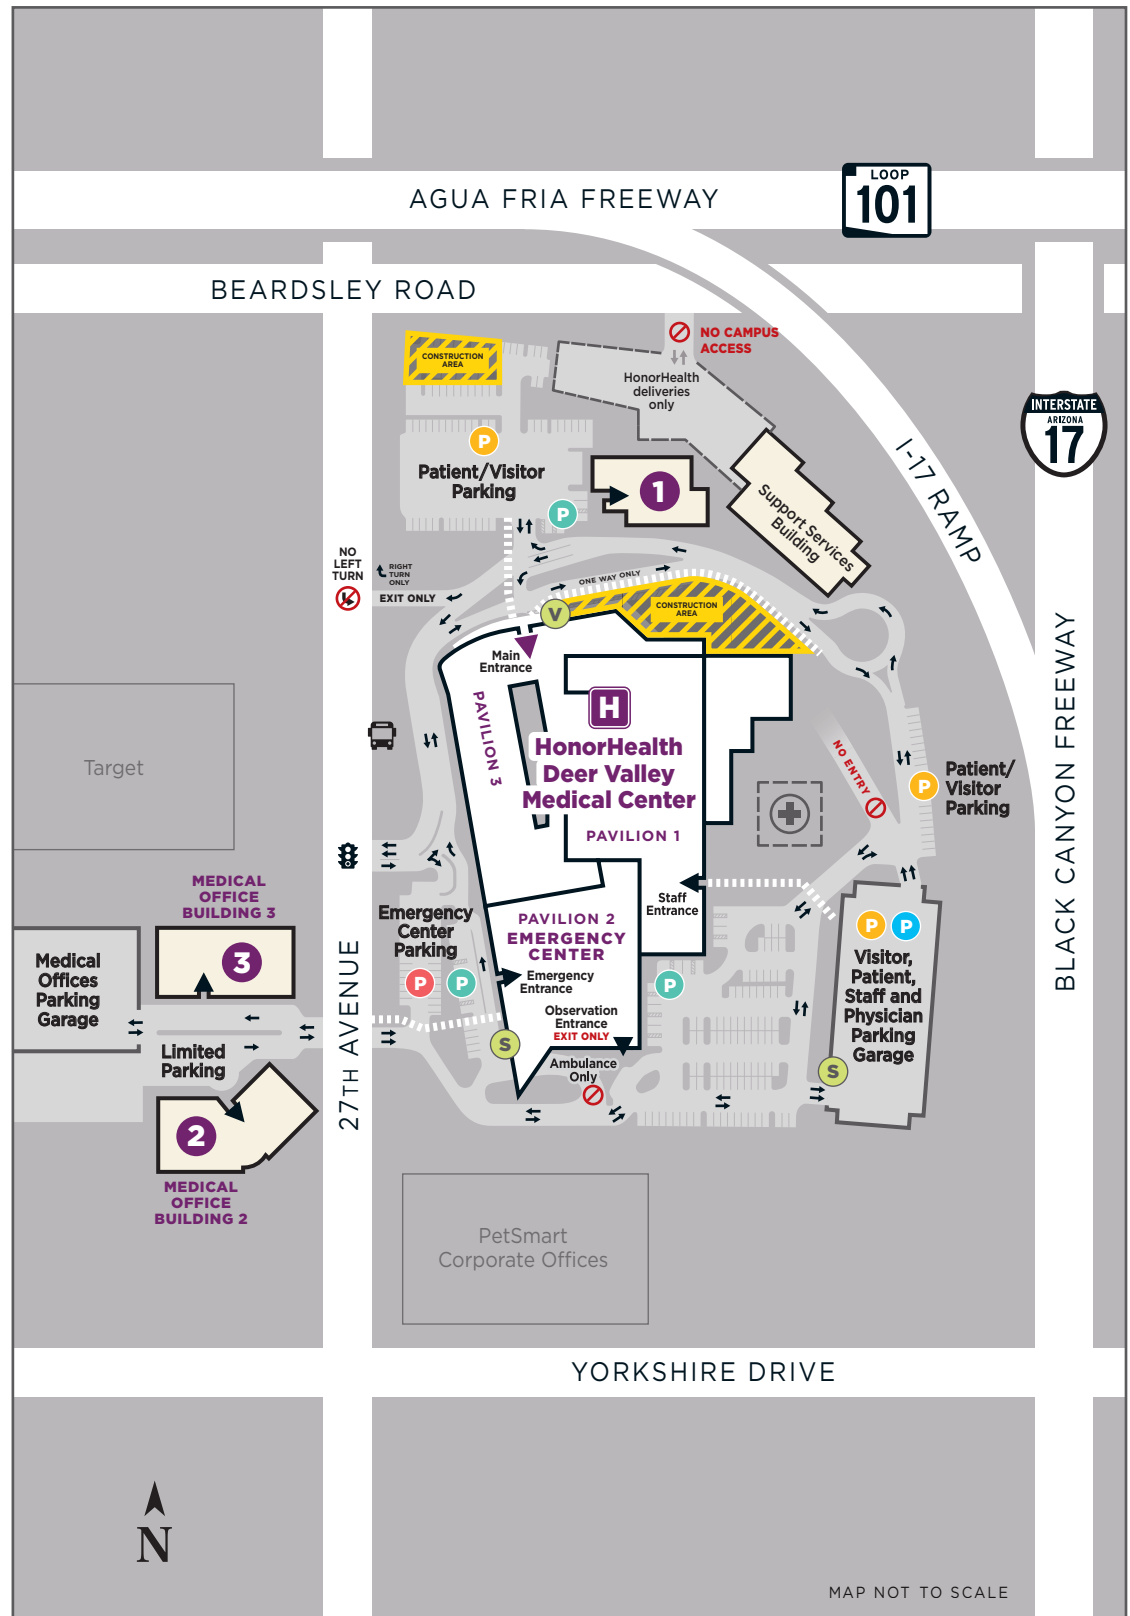 LOOP
101
AGUA FRIA FREEWAY
BEARDSLEY ROAD
NO CAMPUS
ACCESS
CONSTRUCTION
AREA
HonorHealth
deliveries
only
INTERSTATE
ARIZONA
17
I-17 RAMP
P
Patient/Visitor
Parking
P
1
Support Services
Building
NO
LEFT
TURN
RIGHT
TURN
ONLY
EXIT ONLY
ONE WAY ONLY
V
CONSTRUCTION
AREA
Main
Entrance
PAVILION 3
H
HonorHealth
Deer Valley
Medical Center
PAVILION 1
NO ENTRY
P
Patient/
Visitor
Parking
BLACK CANYON FREEWAY
Target
MEDICAL
OFFICE
BUILDING 3
3
Medical
Offices
Parking
Garage
Limited
Parking
2
MEDICAL
OFFICE
BUILDING 2
27TH AVENUE
Emergency
Center
Parking
P
P
PAVILION 2
EMERGENCY
CENTER
Emergency
Entrance
Observation
Entrance
EXIT ONLY
S
Ambulance
Only
Staff
Entrance
P
P
P
Visitor,
Patient,
Staff and
Physician
Parking
Garage
S
PetSmart
Corporate Offices
YORKSHIRE DRIVE
N
MAP NOT TO SCALE